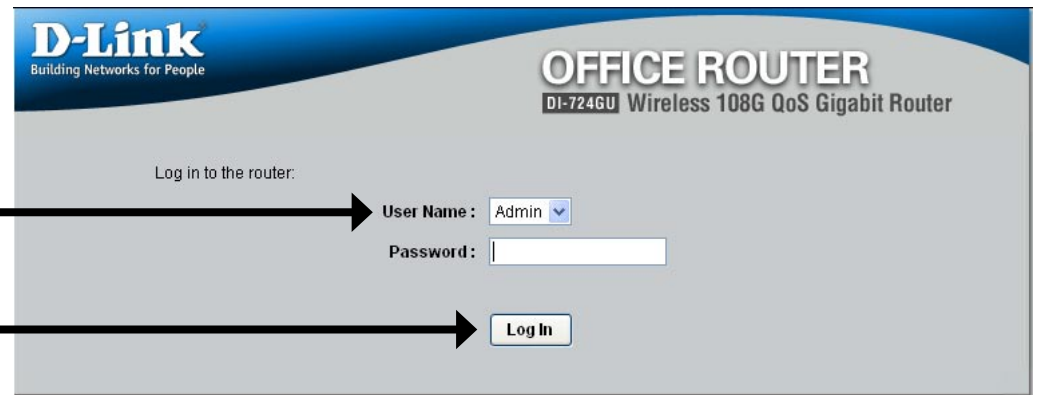 D-Link
Building Networks for People
OFFICE ROUTER
DI-724GU Wireless 108G QoS Gigabit Router
Log in to the router:
User Name : Admin
Password :
Log In